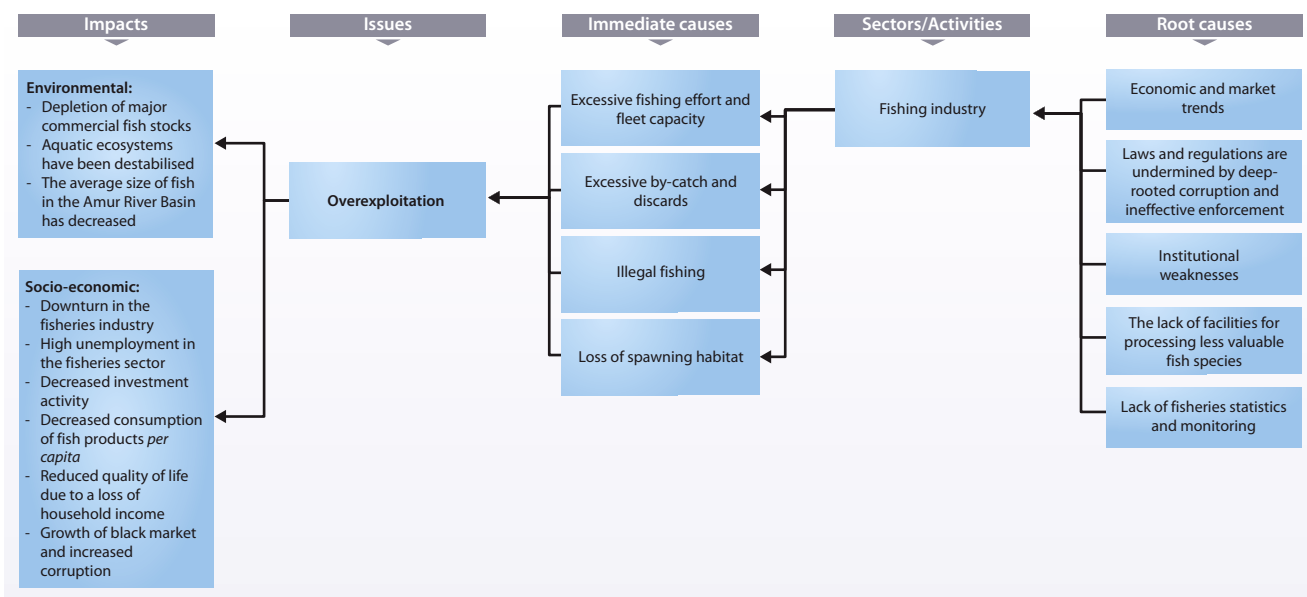 Impacts
Issues
Immediate causes
Sectors/Activities
Root causes
Environmental:
- Depletion of major
commercial fish stocks
- Aquatic ecosystems
have been destabilised
- The average size of fish
in the Amur River Basin
has decreased
Socio-economic:
- Downturn in the
fisheries industry
- High unemployment in
the fisheries sector
- Decreased investment
activity
- Decreased consumption
of fish products per
capita
- Reduced quality of life
due to a loss of
household income
- Growth of black market
and increased
corruption
Overexploitation
Excessive fishing effort and
fleet capacity
Excessive by-catch and
discards
Illegal fishing
Loss of spawning habitat
Fishing industry
Economic and market
trends
Laws and regulations are
undermined by deep-
rooted corruption and
ineffective enforcement
Institutional
weaknesses
The lack of facilities for
processing less valuable
fish species
Lack of fisheries statistics
and monitoring